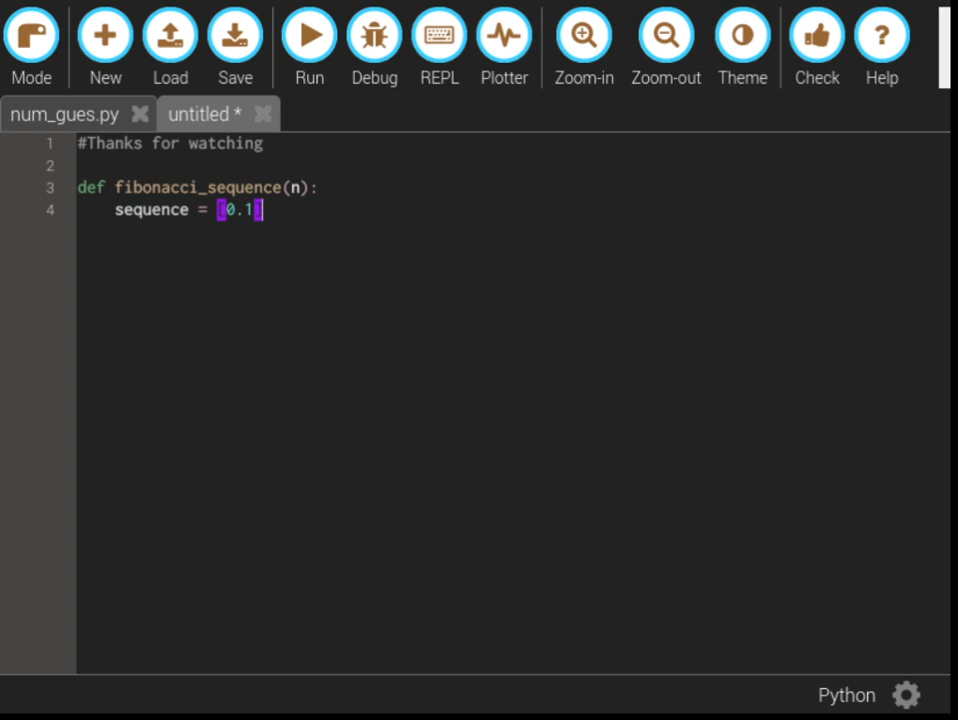 Mode New Load Save Run Debug REPL Plotter Zoom-in Zoom-out Theme Check Help
num_gues.py untitled *
1 #Thanks for watching
2
3 def fibonacci_sequence(n):
4 sequence = [0.1]
Python